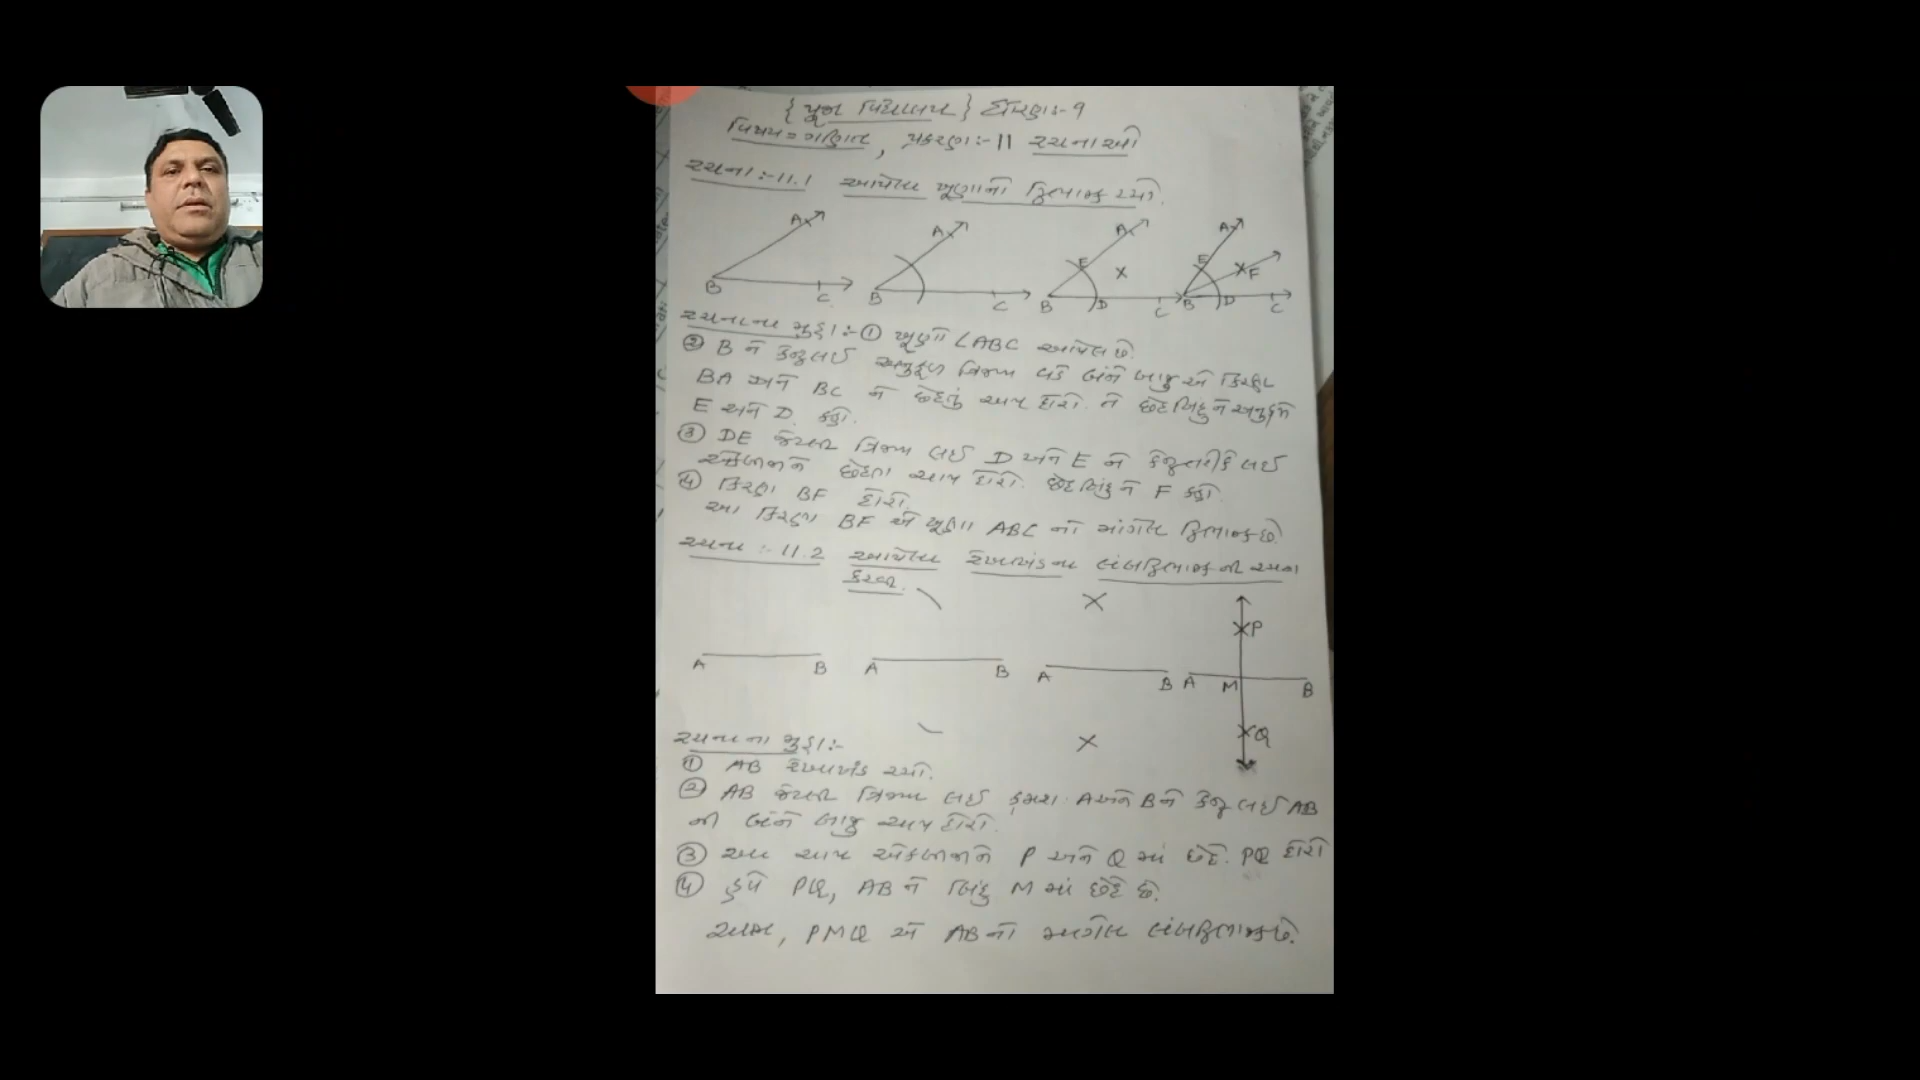 { પૂજા વિદ્યાલય } ધોરણ:-9
વિષય = ગણિત , પ્રકરણ:- 11 રચનાઓ
રચના:- 11.1 આપેલા ખૂણાનો દ્વિભાજક રચો.
A B C A B C A E B D C A E F B D C
રચનાના મુદ્દા :- ① ખૂણો ∠ABC આપેલ છે.
② B ને કેન્દ્ર લઈ અનુકૂળ ત્રિજ્યા વડે બંને બાજુએ કિરણ
BA અને BC ને છેદતું ચાપ દોરો. ને છેદબિંદુને અનુક્રમે
E અને D કહો.
③ DE જેટલી ત્રિજ્યા લઈ D અને E ને કેન્દ્ર તરીકે લઈ
એકબીજાને છેદતા ચાપ દોરો. છેદબિંદુને F કહો.
④ કિરણ BF દોરો.
આ કિરણ BF એ ખૂણા ABC નો માંગેલ દ્વિભાજક છે.
રચના :- 11.2 આપેલા રેખાખંડના લંબદ્વિભાજકની રચના
કરવી.
A B A B A B A M B P Q
રચનાના મુદ્દા:-
① AB રેખાખંડ રચો.
② AB જેટલી ત્રિજ્યા લઈ ક્રમશ: A અને B ને કેન્દ્ર લઈ AB
ની બંને બાજુ ચાપ દોરો.
③ આ ચાપ એકબીજાને P અને Q માં છેદે. PQ દોરો
④ હવે PQ, AB ને બિંદુ M માં છેદે છે.
આમ, PMQ એ AB નો માંગેલ લંબદ્વિભાજક છે.